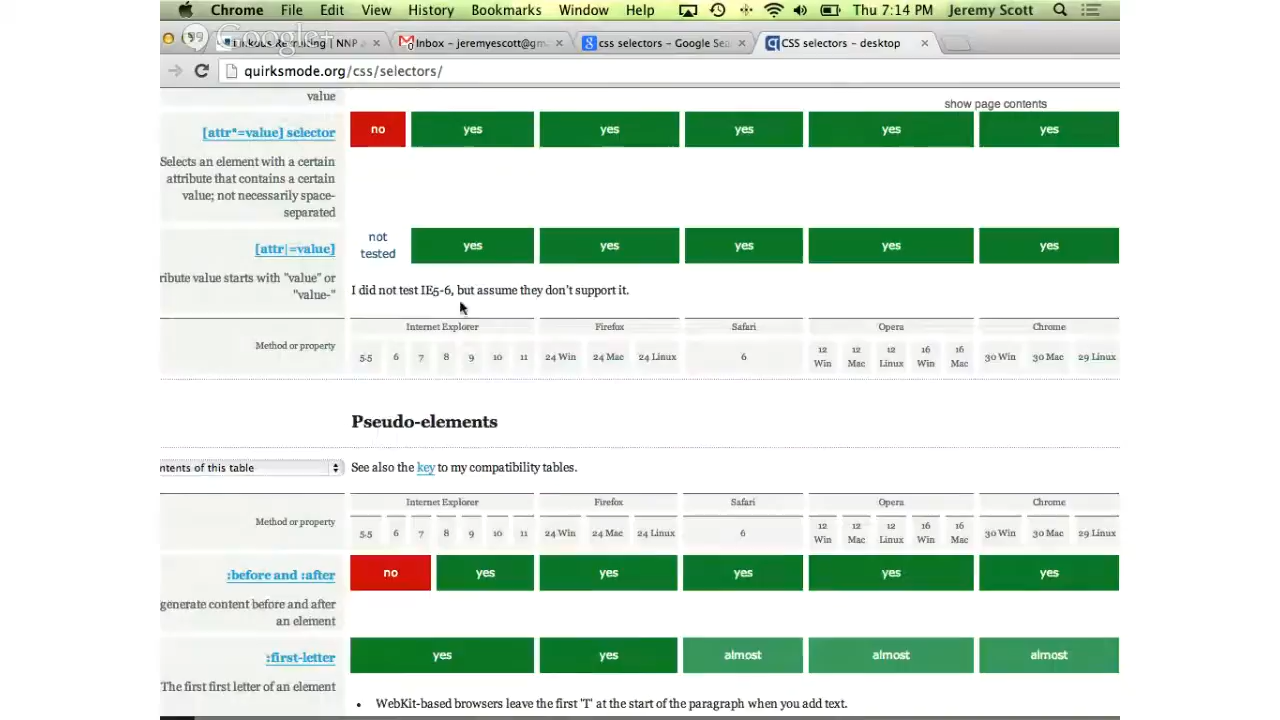 Chrome File Edit View History Bookmarks Window Help Thu 7:14 PM Jeremy Scott
Google+
NNP Inbox - jeremyescott@gm css selectors - Google Sea CSS selectors - desktop
quirksmode.org/css/selectors/
value
show page contents
[attr*=value] selector no yes yes yes yes yes
Selects an element with a certain
attribute that contains a certain
value; not necessarily space-
separated
[attr|=value] not tested yes yes yes yes yes
ribute value starts with "value" or
"value-"
I did not test IE5-6, but assume they don't support it.
Internet Explorer Firefox Safari Opera Chrome
Method or property 5.5 6 7 8 9 10 11 24 Win 24 Mac 24 Linux 6 12 Win 12 Mac 12 Linux 16 Win 16 Mac 30 Win 30 Mac 29 Linux
Pseudo-elements
ntents of this table See also the key to my compatibility tables.
Internet Explorer Firefox Safari Opera Chrome
Method or property 5.5 6 7 8 9 10 11 24 Win 24 Mac 24 Linux 6 12 Win 12 Mac 12 Linux 16 Win 16 Mac 30 Win 30 Mac 29 Linux
:before and :after no yes yes yes yes yes
generate content before and after
an element
:first-letter yes yes almost almost almost
The first first letter of an element
• WebKit-based browsers leave the first 'T' at the start of the paragraph when you add text.